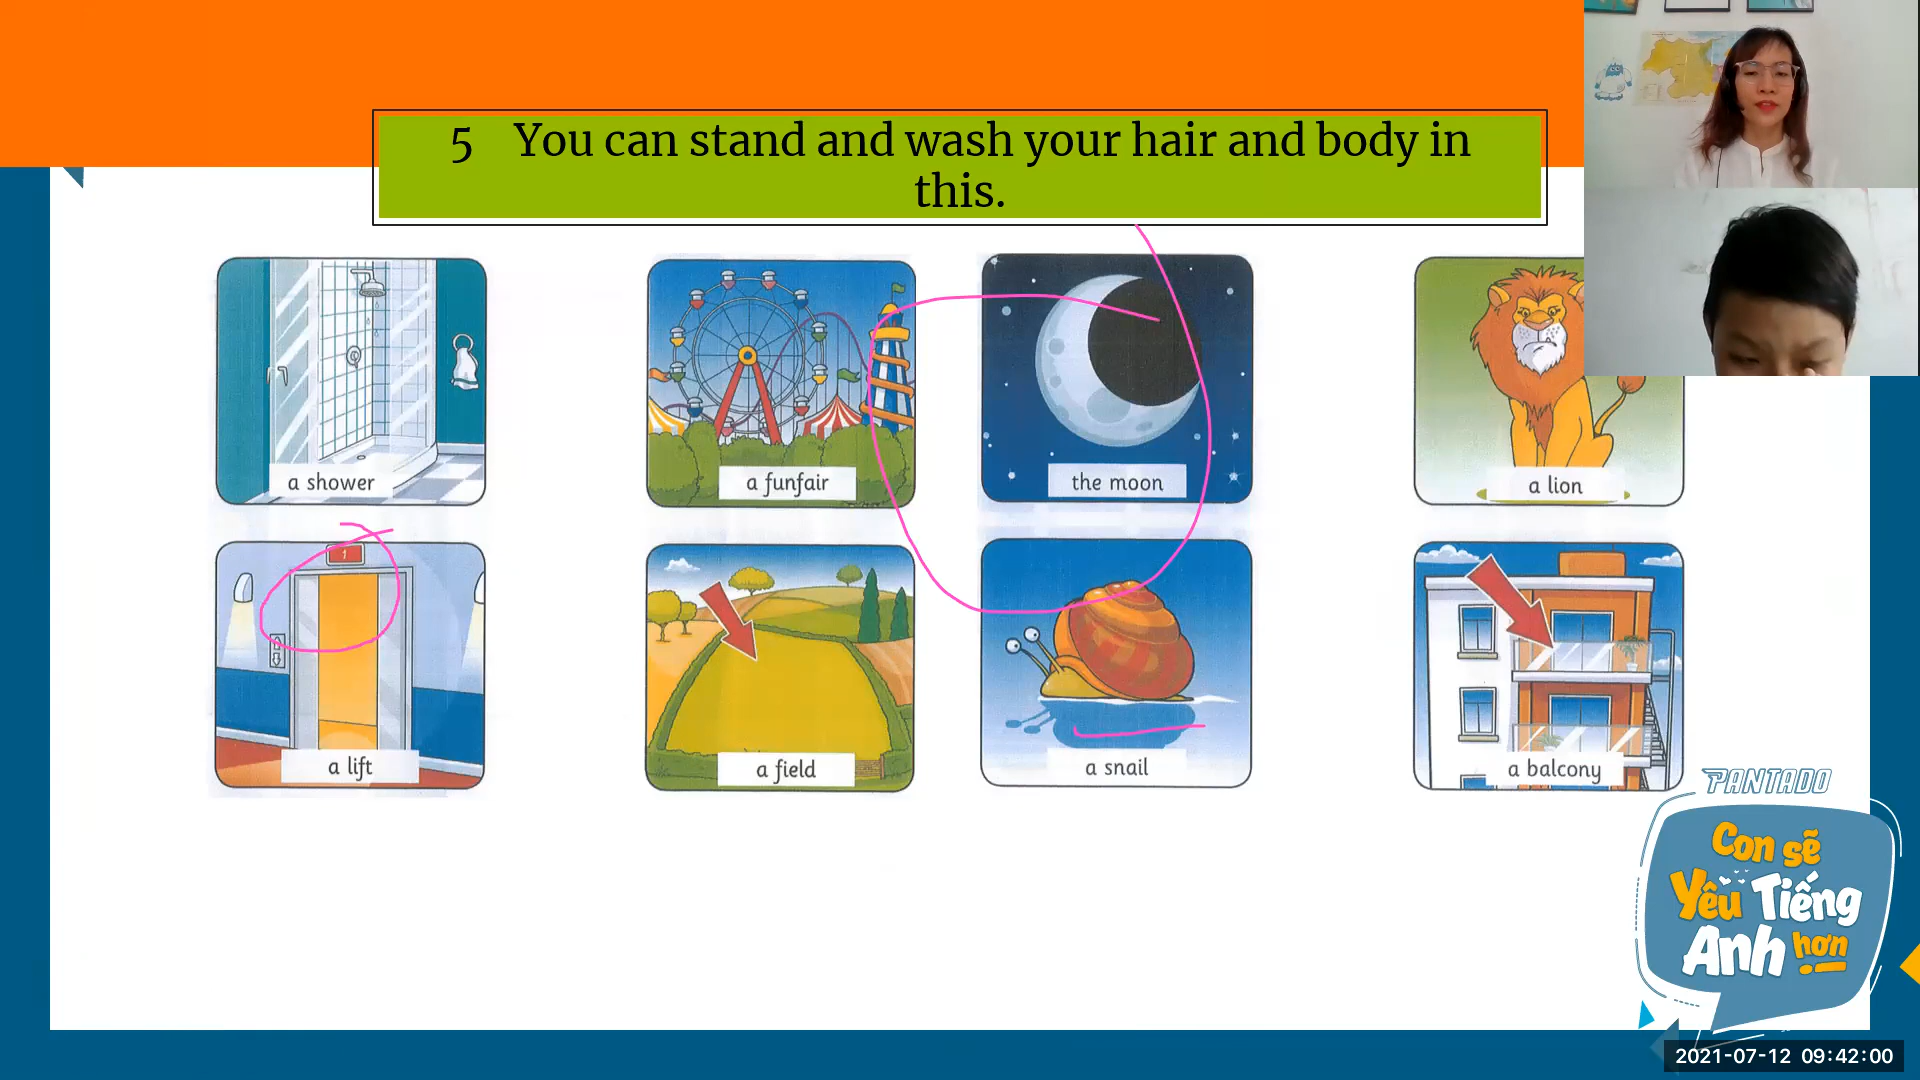 5 You can stand and wash your hair and body in
this.
a shower
a funfair
the moon
a lion
1
a lift
a field
a snail
a balcony
PANTADO
Con sẽ
Yêu Tiếng
Anh hơn
2021-07-12 09:42:00